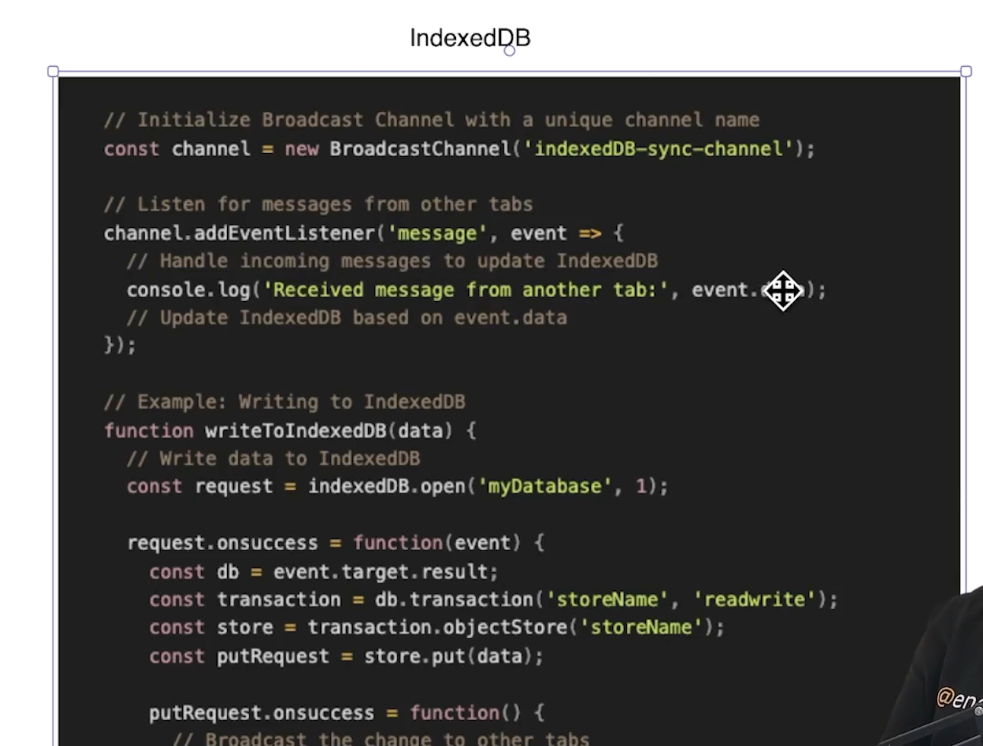 IndexedDB
// Initialize Broadcast Channel with a unique channel name
const channel = new BroadcastChannel('indexedDB-sync-channel');
// Listen for messages from other tabs
channel.addEventListener('message', event => {
// Handle incoming messages to update IndexedDB
console.log('Received message from another tab:', event.
// Update IndexedDB based on event.data
});
// Example: Writing to IndexedDB
function writeToIndexedDB(data) {
// Write data to IndexedDB
const request = indexedDB.open('myDatabase', 1);
request.onsuccess = function(event) {
const db = event.target.result;
const transaction = db.transaction('storeName', 'readwrite');
const store = transaction.objectStore('storeName');
const putRequest = store.put(data);
putRequest.onsuccess = function() {
// Broadcast the change to other tabs